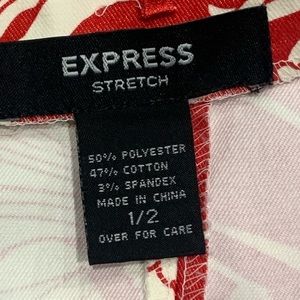 EXPRESS
STRETCH
50% POLYESTER
47% COTTON
3% SPANDEX
MADE IN CHINA
1/2
OVER FOR CARE